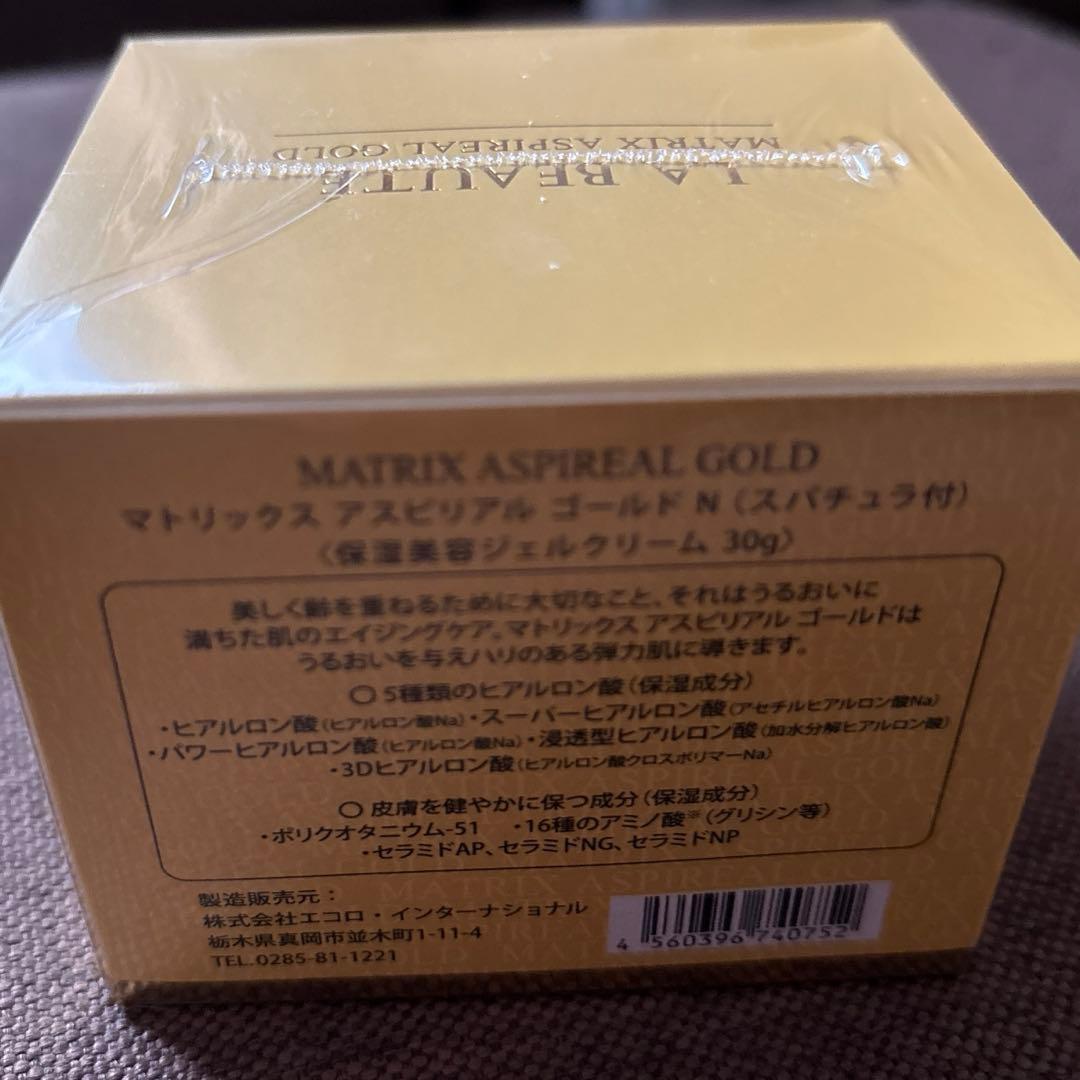 LA BEAUTÉ
MATRIX ASPIREAL GOLD
MATRIX ASPIREAL GOLD
マトリックス アスピリアル ゴールド N（スパチュラ付）
〈保湿美容ジェルクリーム 30g〉
美しく齢を重ねるために大切なこと、それはうるおいに
満ちた肌のエイジングケア。マトリックス アスピリアル ゴールドは
うるおいを与えハリのある弾力肌に導きます。
○ 5種類のヒアルロン酸（保湿成分）
・ヒアルロン酸（ヒアルロン酸Na）・スーパーヒアルロン酸（アセチルヒアルロン酸Na）
・パワーヒアルロン酸（ヒアルロン酸Na）・浸透型ヒアルロン酸（加水分解ヒアルロン酸）
・3Dヒアルロン酸（ヒアルロン酸クロスポリマーNa）
○ 皮膚を健やかに保つ成分（保湿成分）
・ポリクオタニウム-51 ・16種のアミノ酸※（グリシン等）
・セラミドAP、セラミドNG、セラミドNP
製造販売元：
株式会社エコロ・インターナショナル
栃木県真岡市並木町1-11-4
TEL.0285-81-1221
4 560396 740752